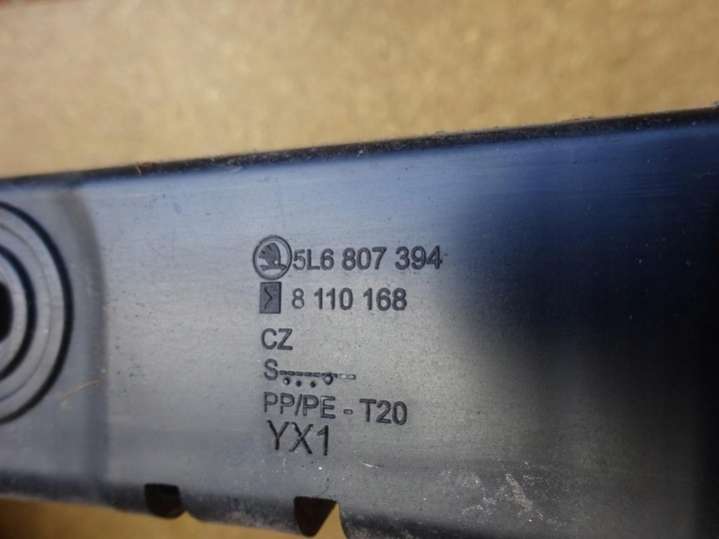 5L6 807 394
8 110 168
CZ
S
PP/PE - T20
YX1